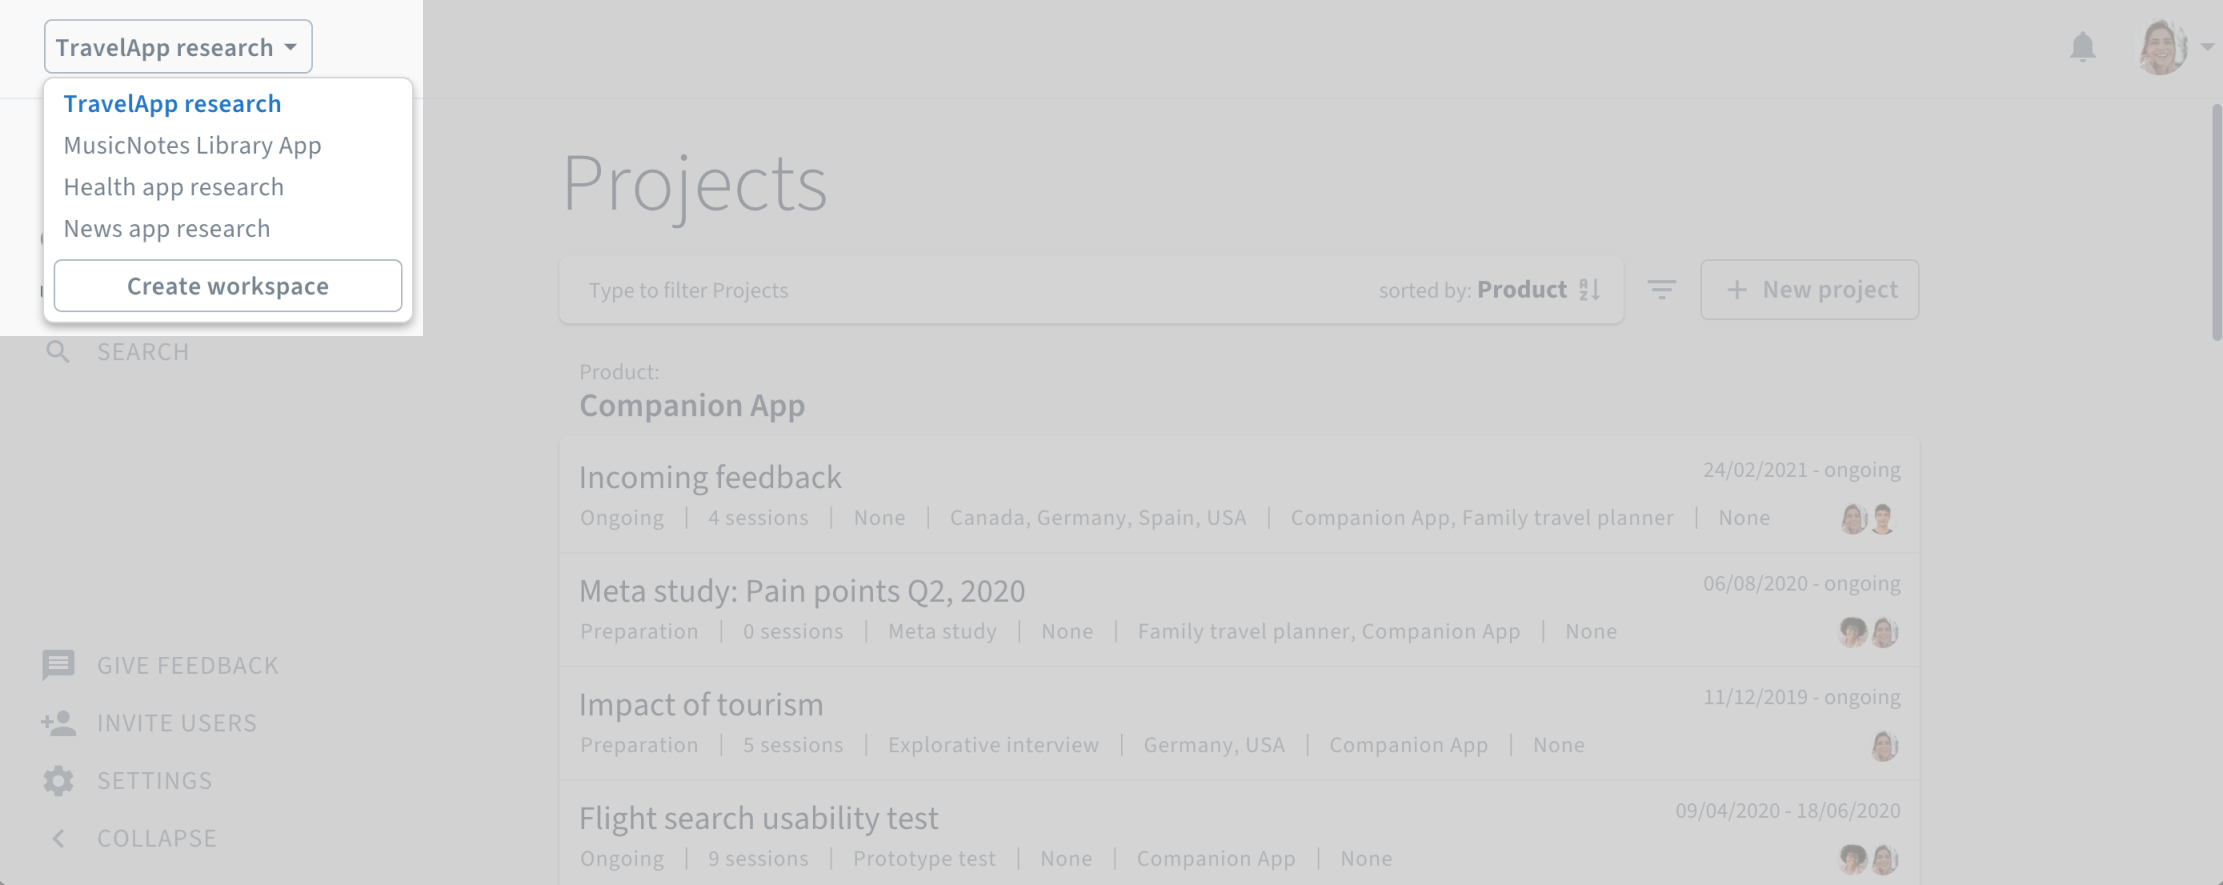 TravelApp research
TravelApp research
MusicNotes Library App
Health app research
News app research
Create workspace
SEARCH
GIVE FEEDBACK
INVITE USERS
SETTINGS
COLLAPSE
Projects
Type to filter Projects
sorted by: Product
New project
Product:
Companion App
Incoming feedback
24/02/2021 - ongoing
Ongoing | 4 sessions | None | Canada, Germany, Spain, USA | Companion App, Family travel planner | None
Meta study: Pain points Q2, 2020
06/08/2020 - ongoing
Preparation | 0 sessions | Meta study | None | Family travel planner, Companion App | None
Impact of tourism
11/12/2019 - ongoing
Preparation | 5 sessions | Explorative interview | Germany, USA | Companion App | None
Flight search usability test
09/04/2020 - 18/06/2020
Ongoing | 9 sessions | Prototype test | None | Companion App | None